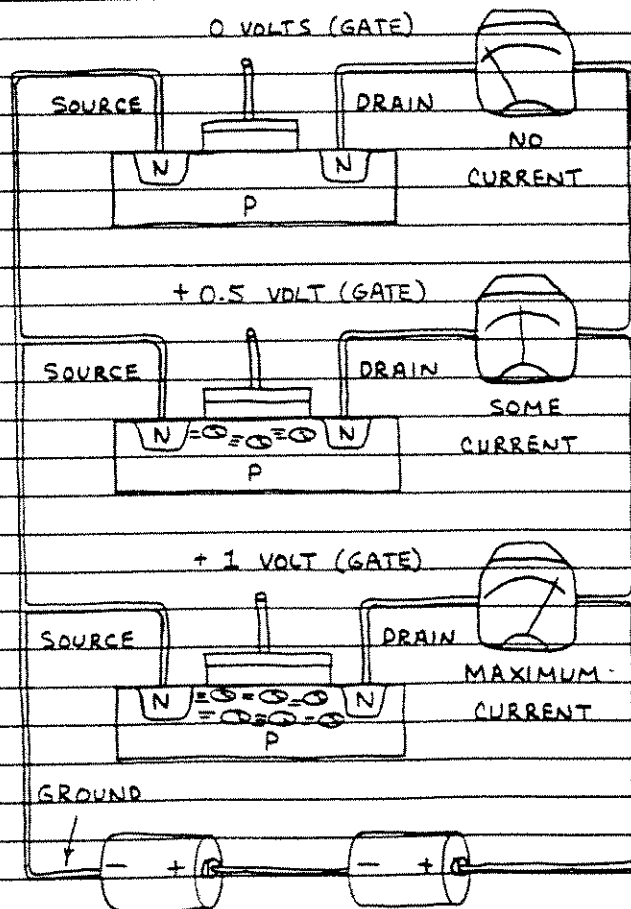 0 VOLTS (GATE)
SOURCE
DRAIN
N
N
P
NO
CURRENT
+ 0.5 VOLT (GATE)
SOURCE
DRAIN
N
N
P
SOME
CURRENT
+ 1 VOLT (GATE)
SOURCE
DRAIN
N
N
P
MAXIMUM
CURRENT
GROUND
- + - +